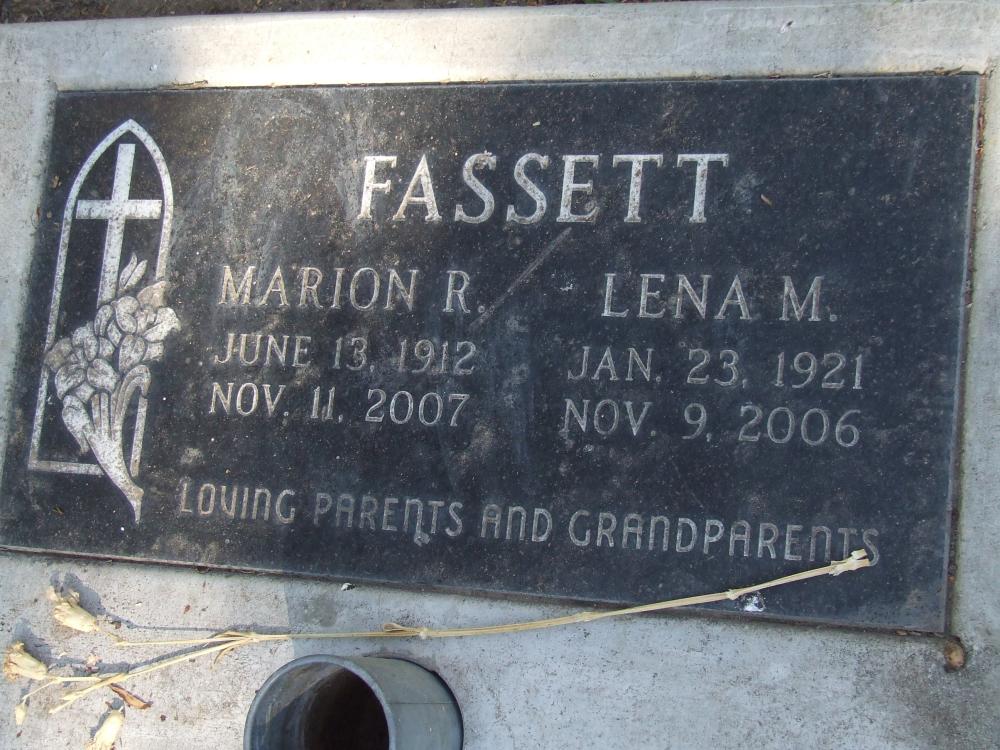 FASSETT
MARION R.
JUNE 13, 1912
NOV. 11, 2007
LENA M.
JAN. 23, 1921
NOV. 9, 2006
LOVING PARENTS AND GRANDPARENTS